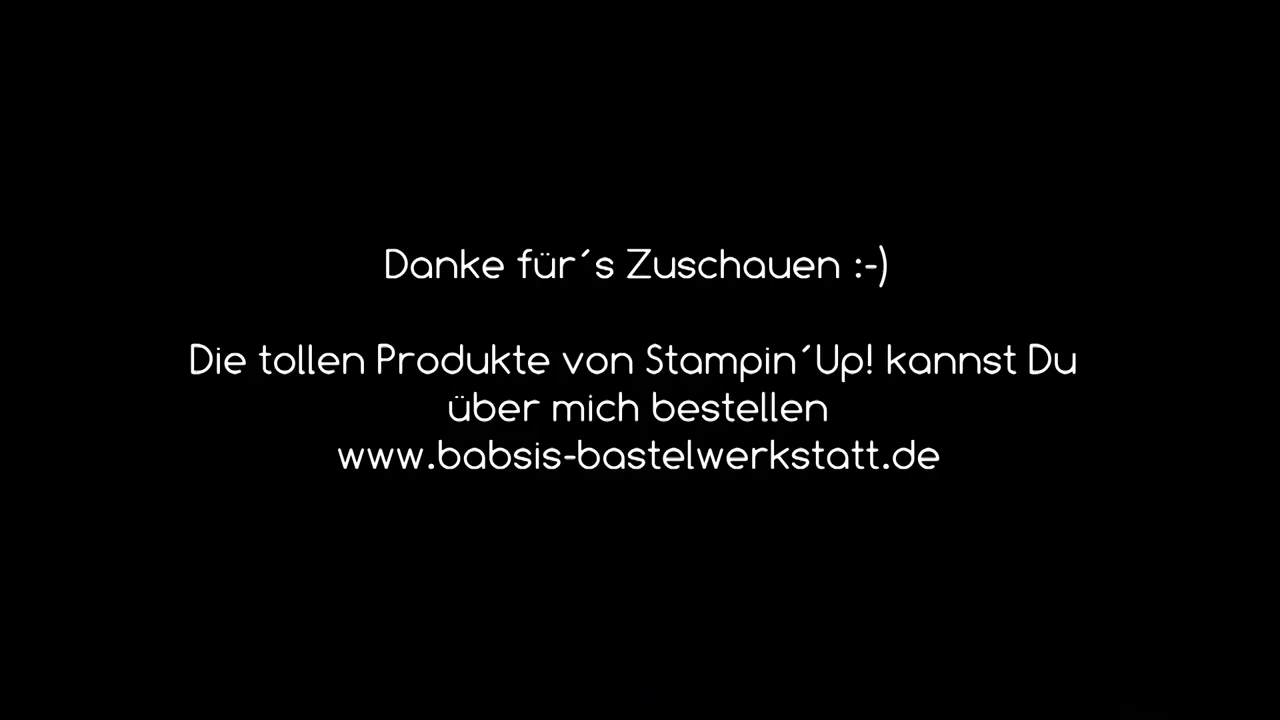 Danke für´s Zuschauen :-)
Die tollen Produkte von Stampin´Up! kannst Du
über mich bestellen
www.babsis-bastelwerkstatt.de